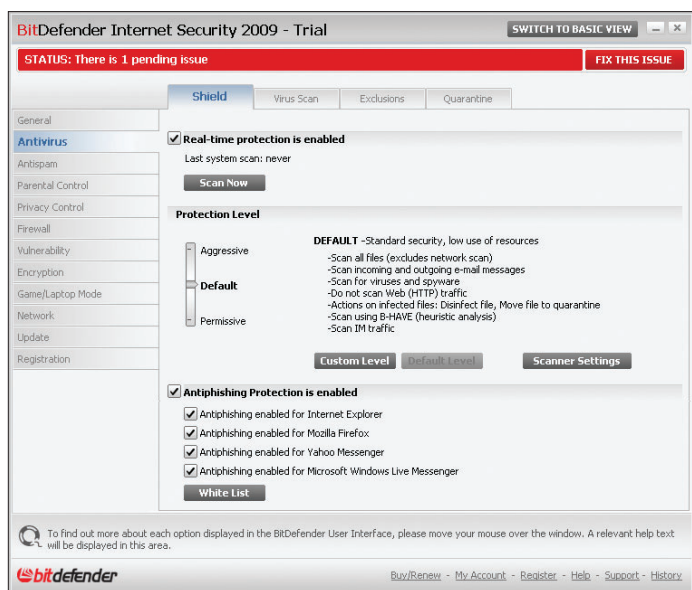 BitDefender Internet Security 2009 - Trial
SWITCH TO BASIC VIEW
STATUS: There is 1 pending issue
FIX THIS ISSUE
Shield
Virus Scan
Exclusions
Quarantine
General
Antivirus
Antispam
Parental Control
Privacy Control
Firewall
Vulnerability
Encryption
Game/Laptop Mode
Network
Update
Registration
Real-time protection is enabled
Last system scan: never
Scan Now
Protection Level
Aggressive
Default
Permissive
DEFAULT -Standard security, low use of resources
-Scan all files (excludes network scan)
-Scan incoming and outgoing e-mail messages
-Scan for viruses and spyware
-Do not scan Web (HTTP) traffic
-Actions on infected files: Disinfect file, Move file to quarantine
-Scan using B-HAVE (heuristic analysis)
-Scan IM traffic
Custom Level
Default Level
Scanner Settings
Antiphishing Protection is enabled
Antiphishing enabled for Internet Explorer
Antiphishing enabled for Mozilla Firefox
Antiphishing enabled for Yahoo Messenger
Antiphishing enabled for Microsoft Windows Live Messenger
White List
To find out more about each option displayed in the BitDefender User Interface, please move your mouse over the window. A relevant help text
will be displayed in this area.
bitdefender
Buy/Renew - My Account - Register - Help - Support - History